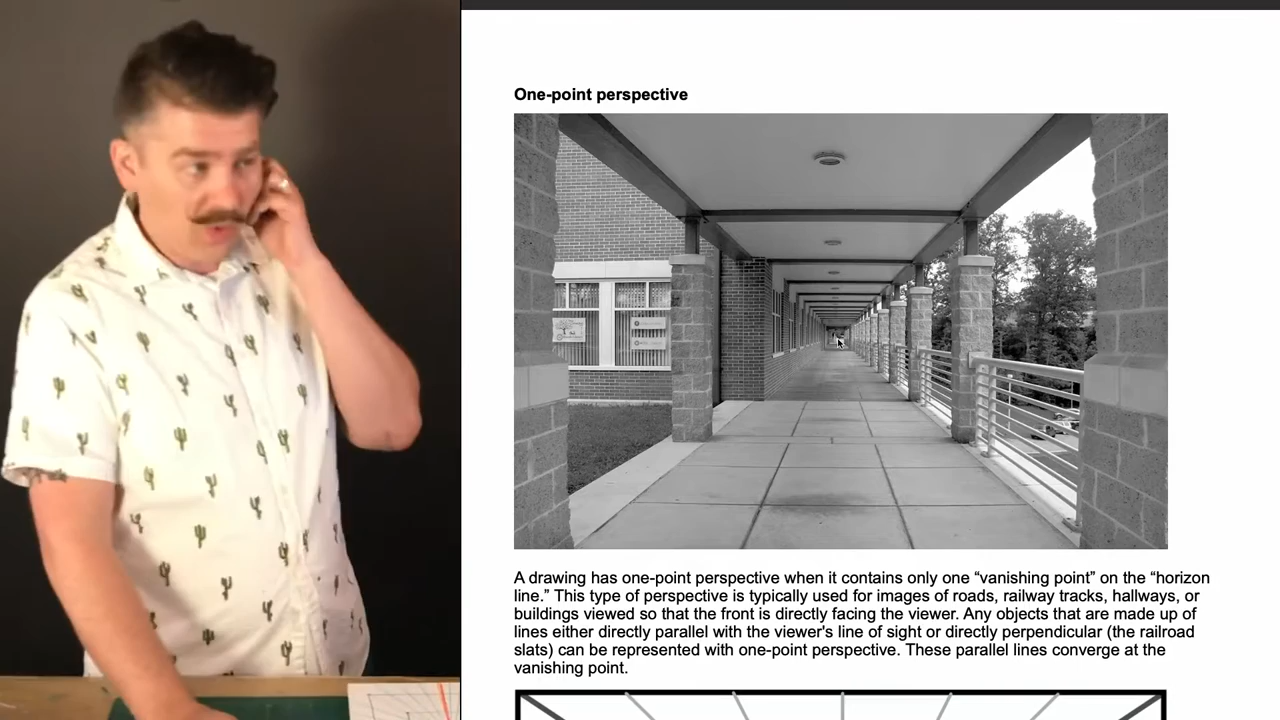 One-point perspective
A drawing has one-point perspective when it contains only one “vanishing point” on the “horizon
line.” This type of perspective is typically used for images of roads, railway tracks, hallways, or
buildings viewed so that the front is directly facing the viewer. Any objects that are made up of
lines either directly parallel with the viewer's line of sight or directly perpendicular (the railroad
slats) can be represented with one-point perspective. These parallel lines converge at the
vanishing point.